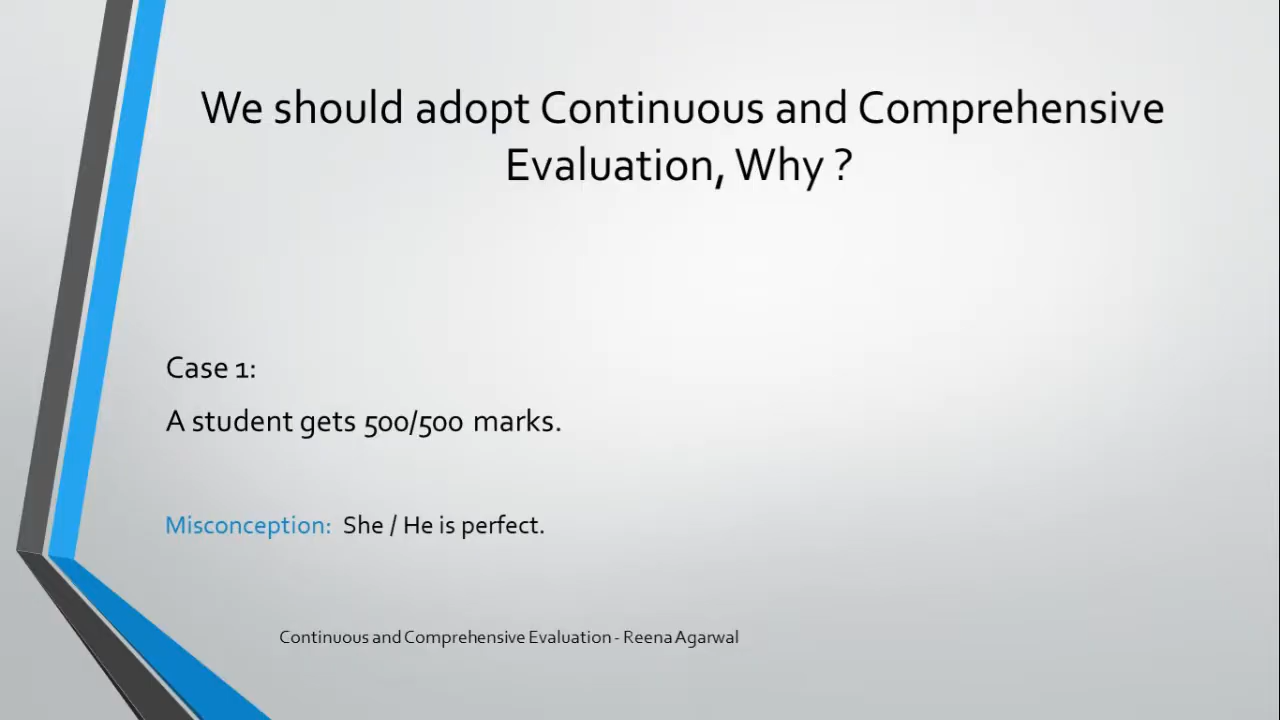 We should adopt Continuous and Comprehensive
Evaluation, Why ?
Case 1:
A student gets 500/500 marks.
Misconception: She / He is perfect.
Continuous and Comprehensive Evaluation - Reena Agarwal